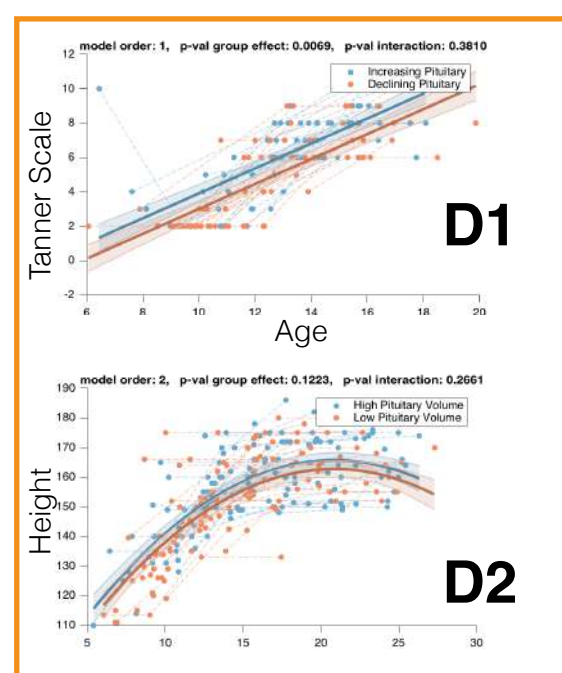 model order: 1, p-val group effect: 0.0069, p-val interaction: 0.3810
12
10
8
6
4
2
0
-2
Tanner Scale
Increasing Pituitary
Declining Pituitary
D1
6 8 10 12 14 16 18 20
Age
model order: 2, p-val group effect: 0.1223, p-val interaction: 0.2661
190
180
170
160
150
140
130
120
110
Height
High Pituitary Volume
Low Pituitary Volume
D2
5 10 15 20 25 30